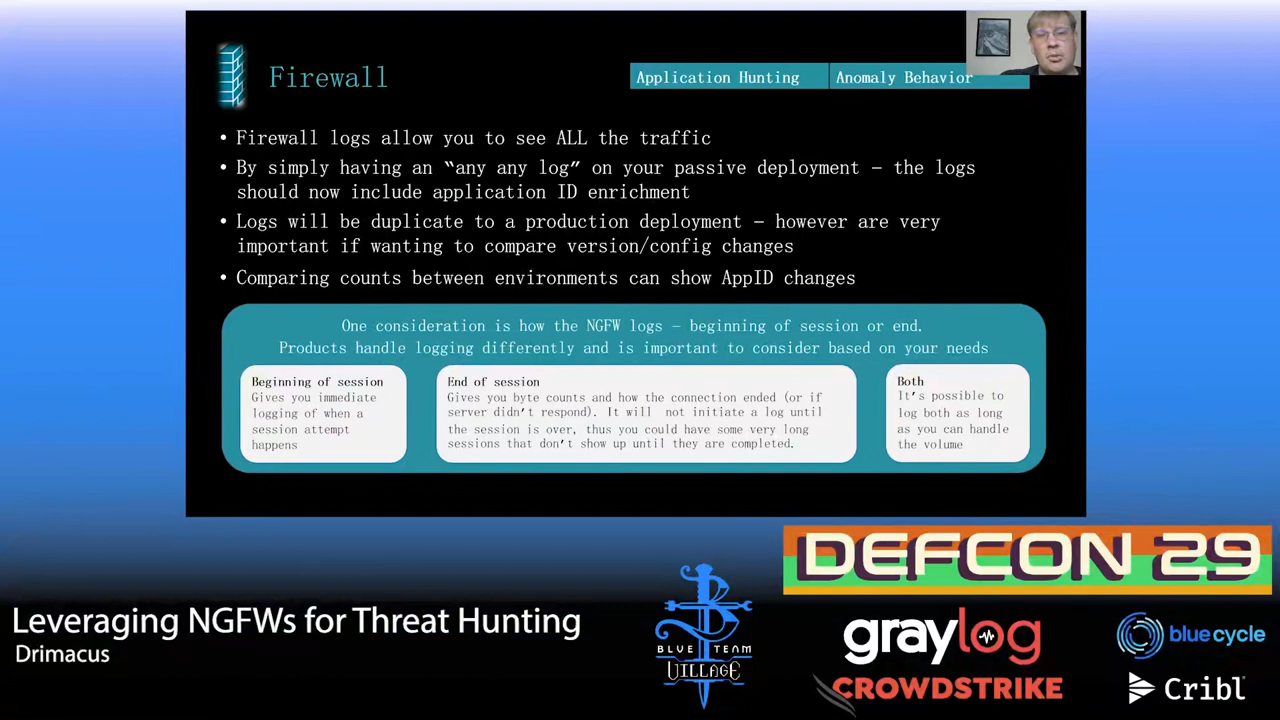 Firewall
Application Hunting
Anomaly Behavior
• Firewall logs allow you to see ALL the traffic
• By simply having an “any any log” on your passive deployment – the logs
should now include application ID enrichment
• Logs will be duplicate to a production deployment – however are very
important if wanting to compare version/config changes
• Comparing counts between environments can show AppID changes
One consideration is how the NGFW logs – beginning of session or end.
Products handle logging differently and is important to consider based on your needs
Beginning of session
Gives you immediate
logging of when a
session attempt
happens
End of session
Gives you byte counts and how the connection ended (or if
server didn't respond). It will not initiate a log until
the session is over, thus you could have some very long
sessions that don't show up until they are completed.
Both
It's possible to
log both as long
as you can handle
the volume
DEFCON 29
Leveraging NGFWs for Threat Hunting
Drimacus
BLUE TEAM
VILLAGE
graylog
blue cycle
CROWDSTRIKE
Cribl